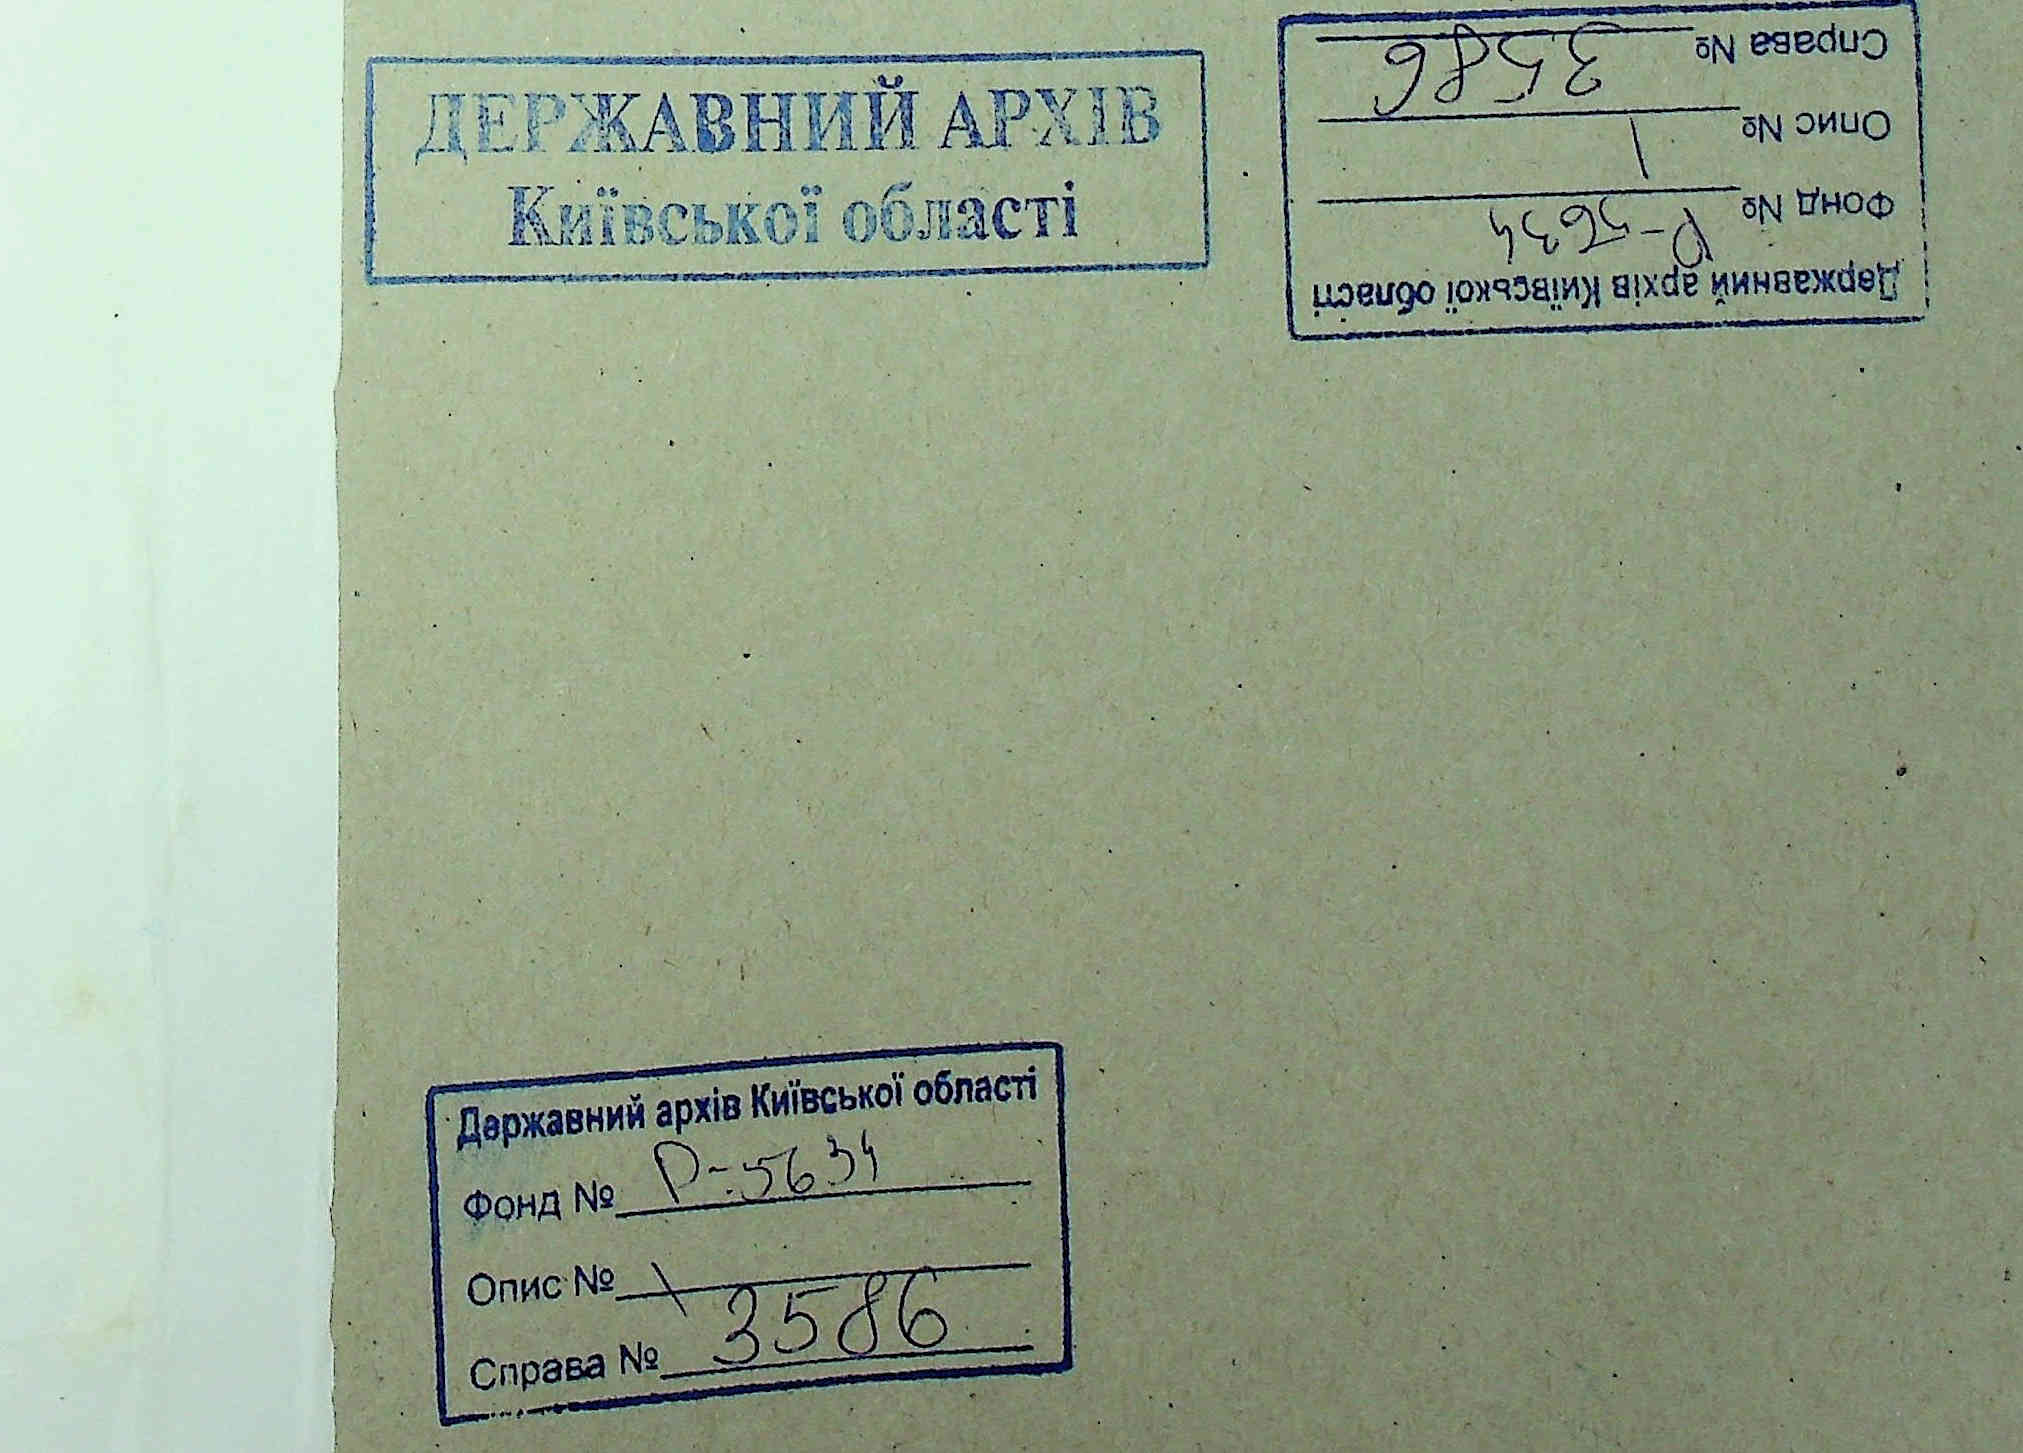 ДЕРЖАВНИЙ АРХІВ
Київської області
Державний архів Київської області
Фонд № Р-5634
Опис № 1
Справа № 3586
Державний архів Київської області
Фонд № Р-5634
Опис № 1
Справа № 3586